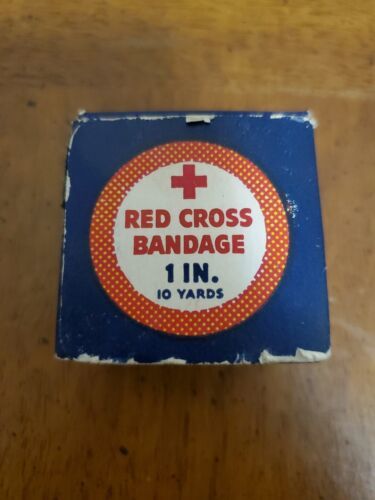 RED CROSS
BANDAGE
1 IN.
10 YARDS